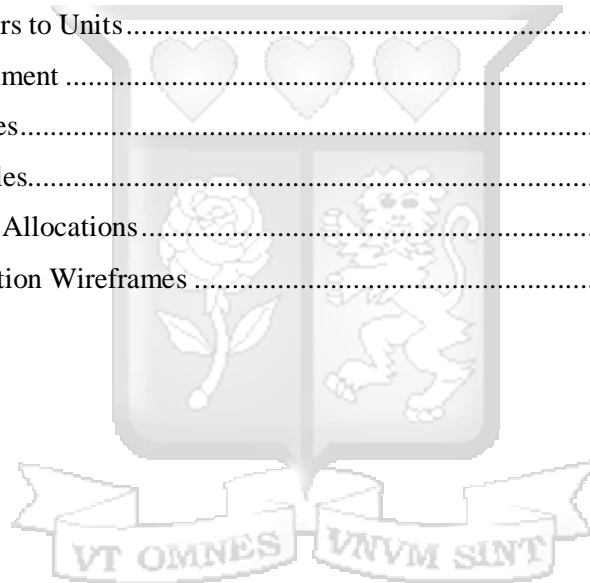 rs to Units................................................................................
ment ................................................................................
es................................................................................
les................................................................................
Allocations................................................................................
tion Wireframes ................................................................................
VT OMNES VNVM SINT